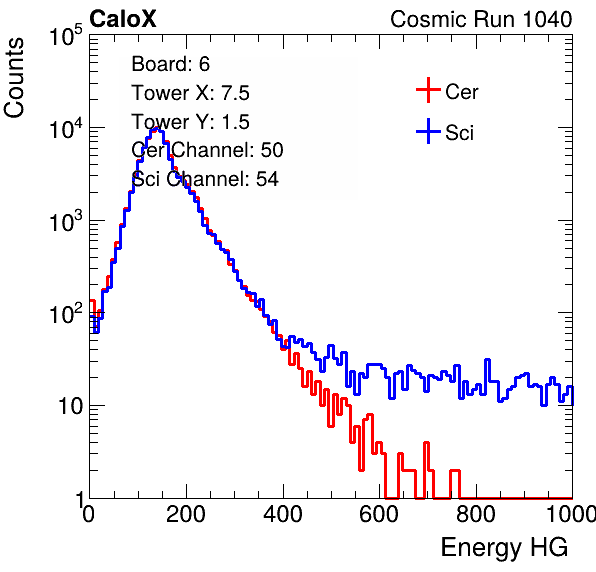 CaloX Cosmic Run 1040
Counts
Board: 6
Tower X: 7.5
Tower Y: 1.5
Cer Channel: 50
Sci Channel: 54
Cer
Sci
10^5
10^4
10^3
10^2
10
1
0 200 400 600 800 1000
Energy HG